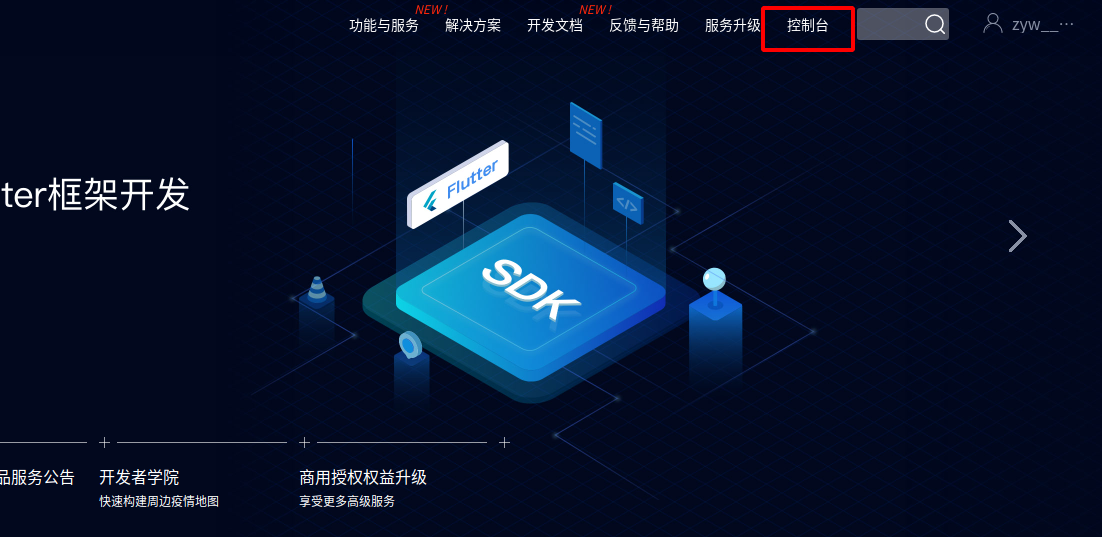 NEW! NEW!
功能与服务 解决方案 开发文档 反馈与帮助 服务升级 控制台 zyw__···
Flutter
</>
ter框架开发
SDK
品服务公告 开发者学院 商用授权权益升级
快速构建周边疫情地图 享受更多高级服务